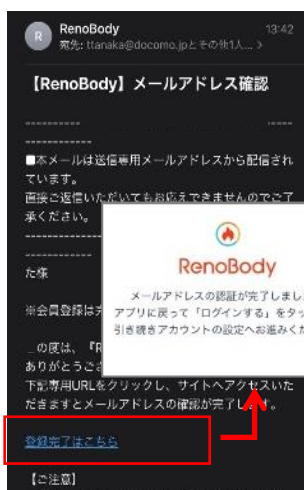 RenoBody
13:42
R
宛先: ttanaka@docomo.jpとその他1人... >
【RenoBody】メールアドレス確認
---------- -----
------------
■本メールは送信専用メールアドレスから配信され
ています。
直接ご返信いただいてもお応えできませんのでご了
承ください。
------------
た様
RenoBody
メールアドレスの認証が完了しまし
アプリに戻って「ログインする」をタッ
引き続きアカウントの設定へお進みくだ
※会員登録は
の度は、『R
ありがとうござ
下記専用URLをクリックし、サイトへアクセスいた
だきますとメールアドレスの確認が完了します。
登録完了はこちら
【ご注意】